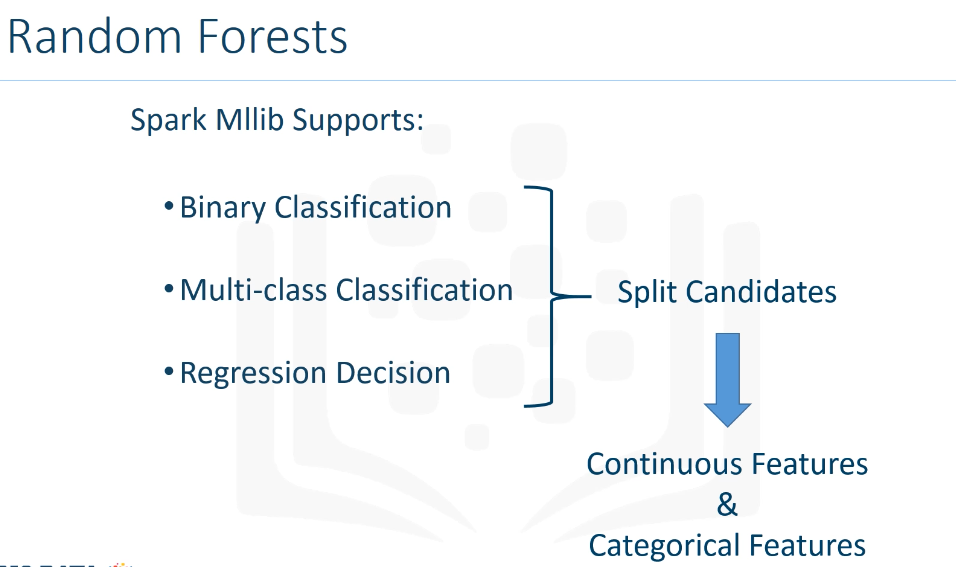 Random Forests
Spark Mllib Supports:
•Binary Classification
•Multi-class Classification
•Regression Decision
Split Candidates
Continuous Features
&
Categorical Features